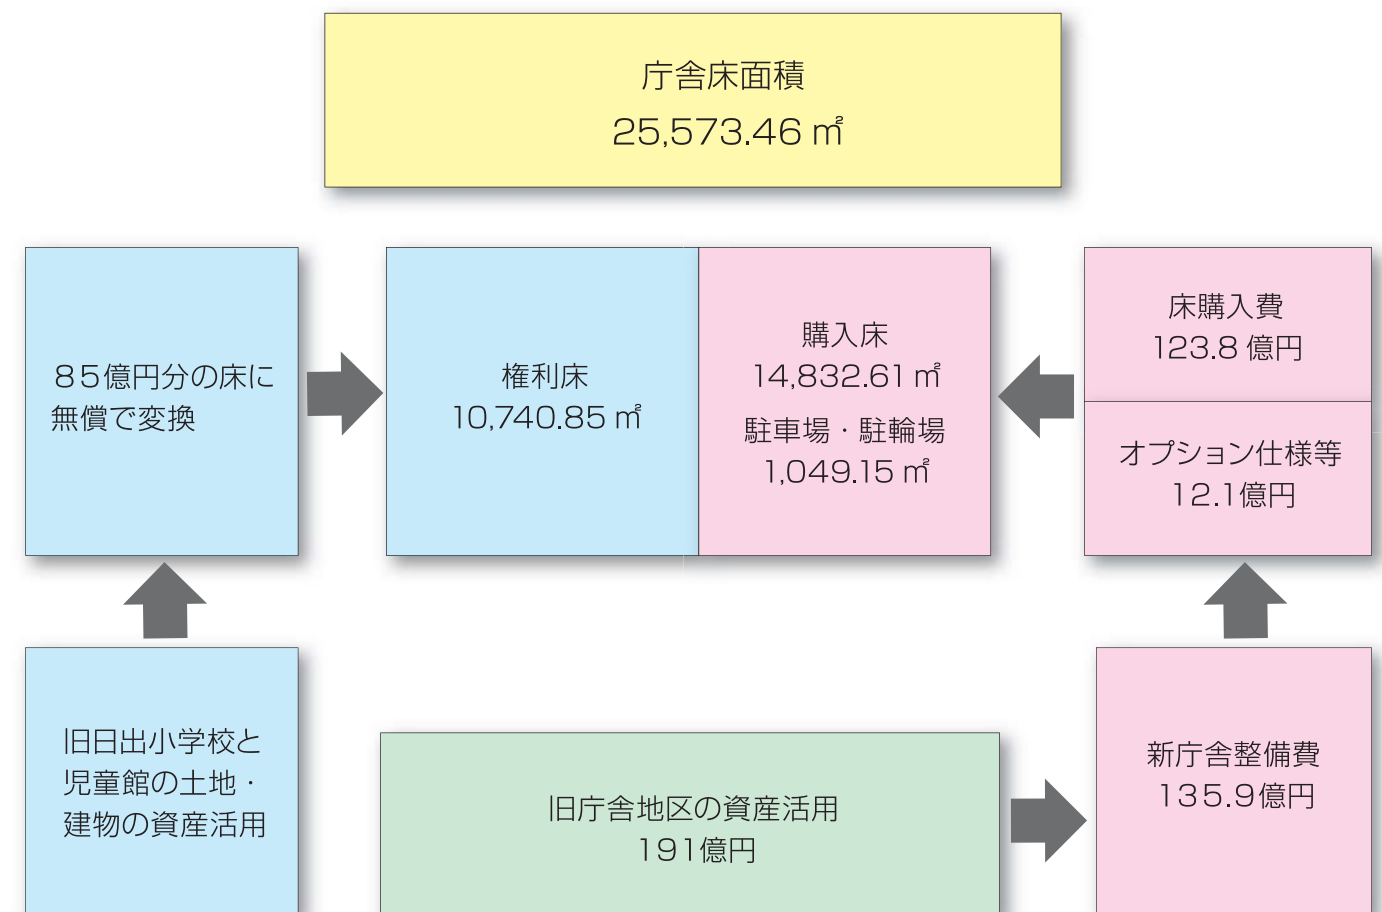 庁舎床面積
25,573.46 ㎡
85億円分の床に
無償で変換
権利床
10,740.85 ㎡
購入床
14,832.61 ㎡
駐車場・駐輪場
1,049.15 ㎡
床購入費
123.8 億円
オプション仕様等
12.1億円
旧日出小学校と
児童館の土地・
建物の資産活用
旧庁舎地区の資産活用
191億円
新庁舎整備費
135.9億円